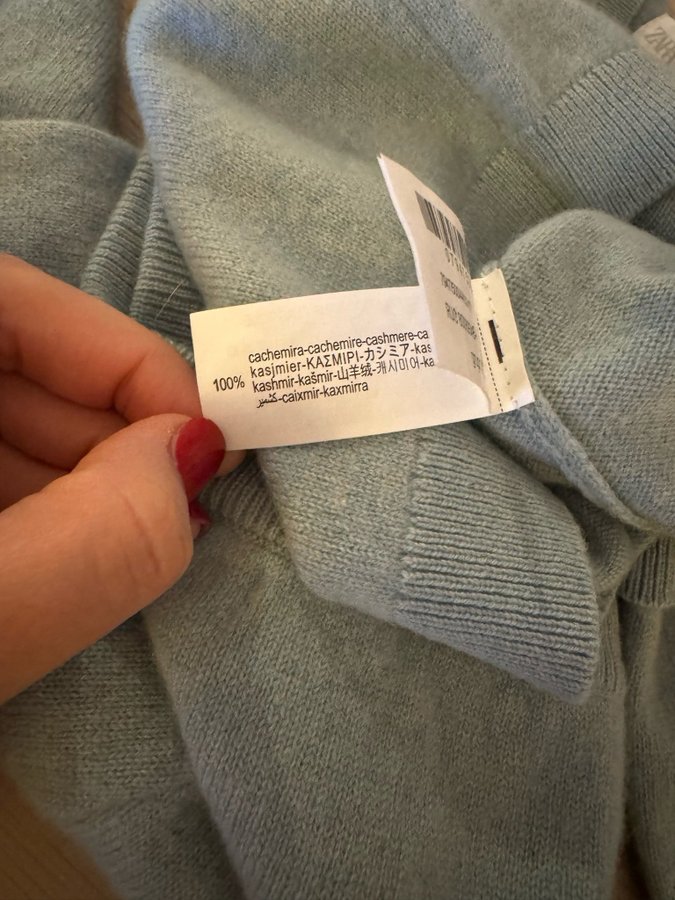 100%
cachemira-cachemire-cashmere-ca
kasjmier-ΚΑΣΜΙΡΙ-カシミア-kas
kashmir-kašmir-山羊绒-캐시미어-ka
كشمير-caixmir-kaxmirra
ZARA